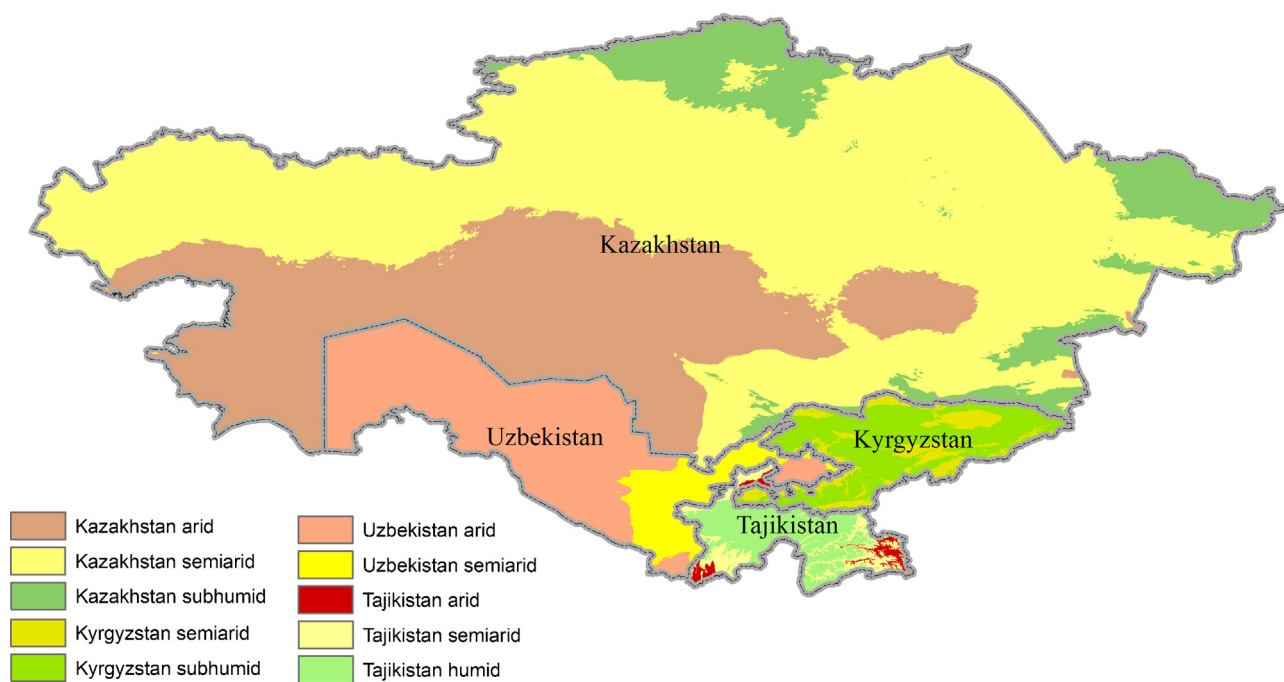 Kazakhstan
Uzbekistan
Kyrgyzstan
Tajikistan
Kazakhstan arid
Kazakhstan semiarid
Kazakhstan subhumid
Kyrgyzstan semiarid
Kyrgyzstan subhumid
Uzbekistan arid
Uzbekistan semiarid
Tajikistan arid
Tajikistan semiarid
Tajikistan humid